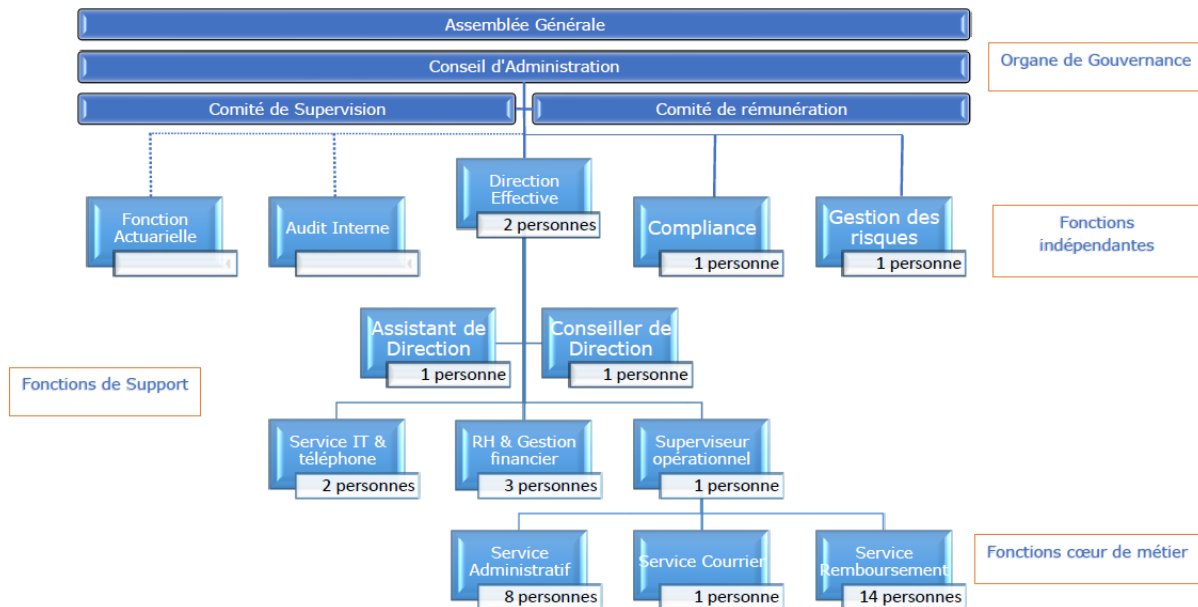 Assemblée Générale
Conseil d'Administration
Organe de Gouvernance
Comité de Supervision
Comité de rémunération
Direction
Effective
2 personnes
Fonction
Actuarielle
Audit Interne
Compliance
1 personne
Gestion des
risques
1 personne
Fonctions
indépendantes
Assistant de
Direction
1 personne
Conseiller de
Direction
1 personne
Fonctions de Support
Service IT &
téléphone
2 personnes
RH & Gestion
financier
3 personnes
Superviseur
opérationnel
1 personne
Service
Administratif
8 personnes
Service Courrier
1 personne
Service
Remboursement
14 personnes
Fonctions cœur de métier